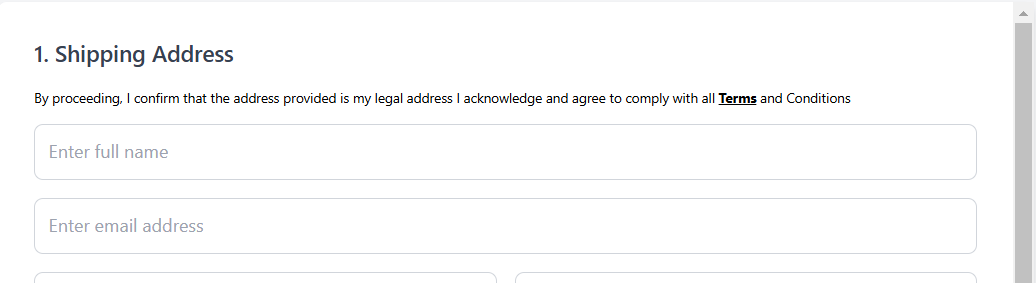 1. Shipping Address
By proceeding, I confirm that the address provided is my legal address I acknowledge and agree to comply with all Terms and Conditions
Enter full name
Enter email address